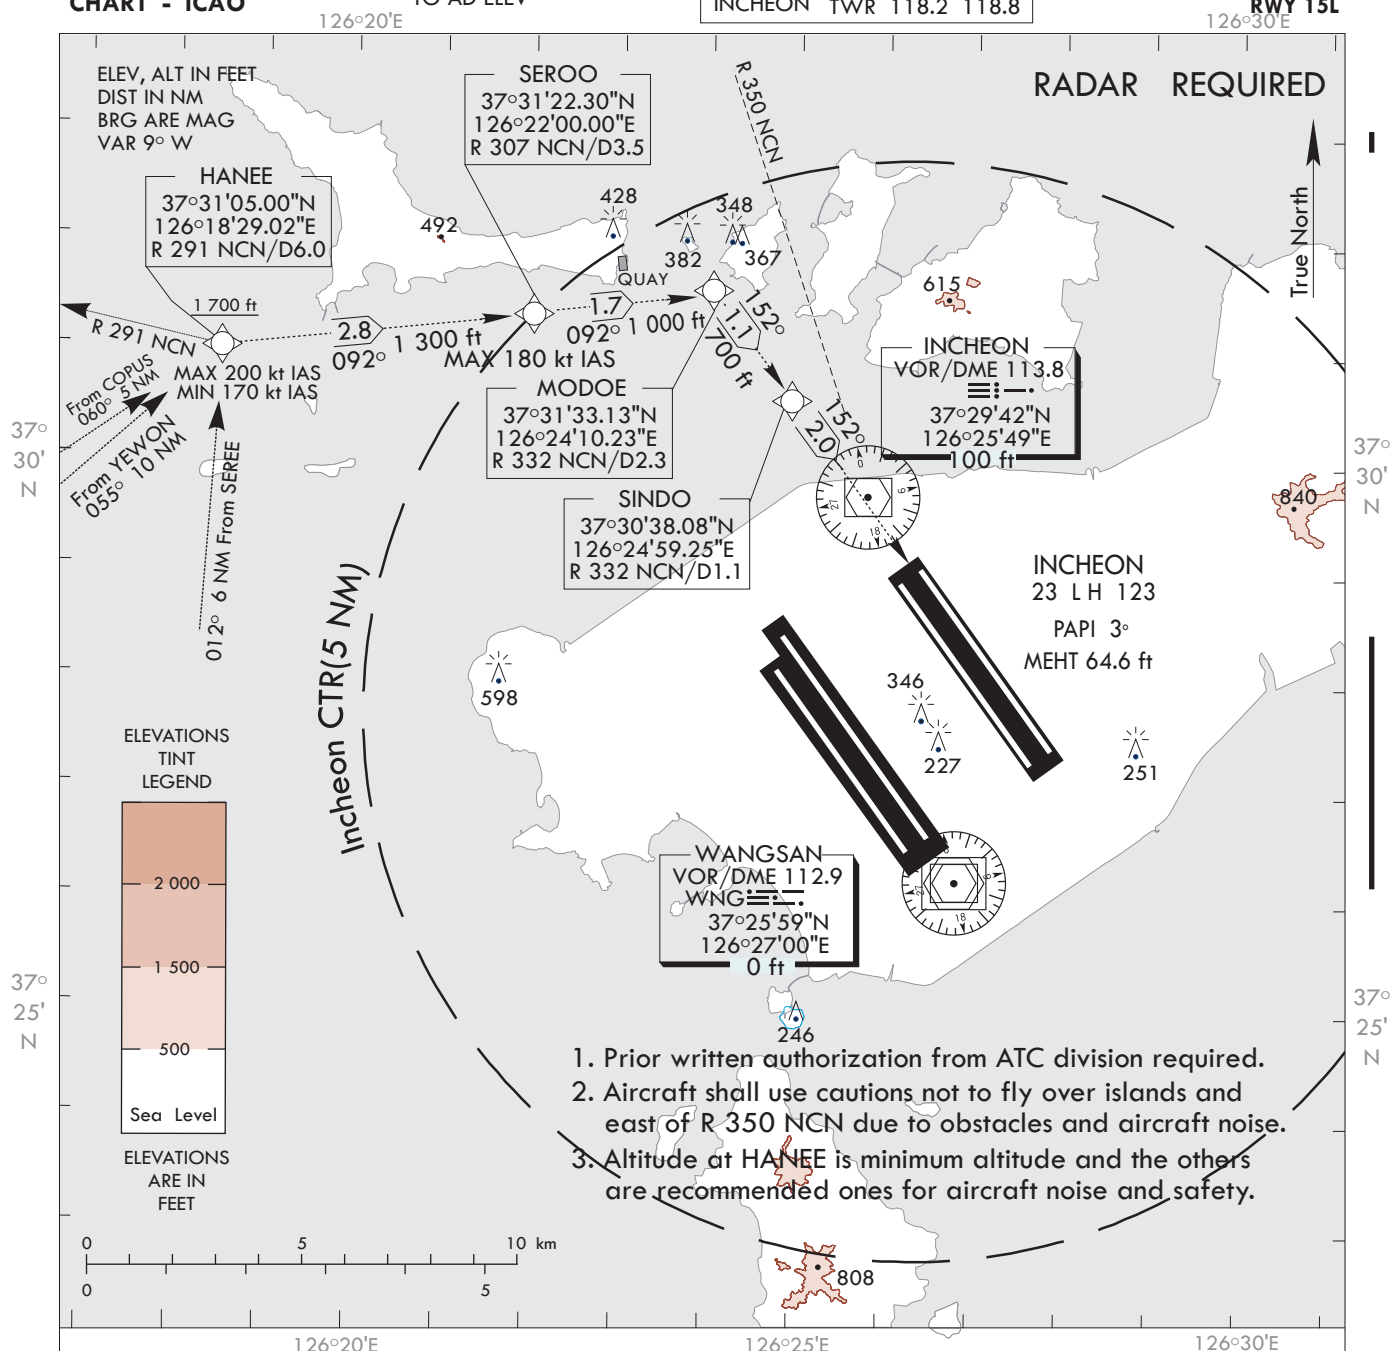 CHART - ICAO
TO AD ELEV
INCHEON TWR 118.2 118.8
RWY 15L
126°20'E
126°30'E
ELEV, ALT IN FEET
DIST IN NM
BRG ARE MAG
VAR 9° W
RADAR REQUIRED
True North
SEROO
37°31'22.30"N
126°22'00.00"E
R 307 NCN/D3.5
R 350 NCN
HANEE
37°31'05.00"N
126°18'29.02"E
R 291 NCN/D6.0
492
428
348
382
367
QUAY
615
1 700 ft
R 291 NCN
2.8
092° 1 300 ft
1.7
092° 1 000 ft
MAX 180 kt IAS
1.1
152°
700 ft
2.0
152°
MAX 200 kt IAS
MIN 170 kt IAS
From COPUS
060° 5 NM
From YEWON
055° 10 NM
012° 6 NM From SEREE
MODOE
37°31'33.13"N
126°24'10.23"E
R 332 NCN/D2.3
INCHEON
VOR/DME 113.8
37°29'42"N
126°25'49"E
100 ft
SINDO
37°30'38.08"N
126°24'59.25"E
R 332 NCN/D1.1
37°
30'
N
37°
30'
N
0
9
18
27
840
INCHEON
23 L H 123
PAPI 3°
MEHT 64.6 ft
Incheon CTR(5 NM)
598
346
227
251
ELEVATIONS
TINT
LEGEND
2 000
1 500
500
Sea Level
ELEVATIONS
ARE IN
FEET
WANGSAN
VOR/DME 112.9
WNG
37°25'59"N
126°27'00"E
0 ft
9
18
27
37°
25'
N
37°
25'
N
246
1. Prior written authorization from ATC division required.
2. Aircraft shall use cautions not to fly over islands and
east of R 350 NCN due to obstacles and aircraft noise.
3. Altitude at HANEE is minimum altitude and the others
are recommended ones for aircraft noise and safety.
808
0 5 10 km
0 5
126°20'E
126°25'E
126°30'E